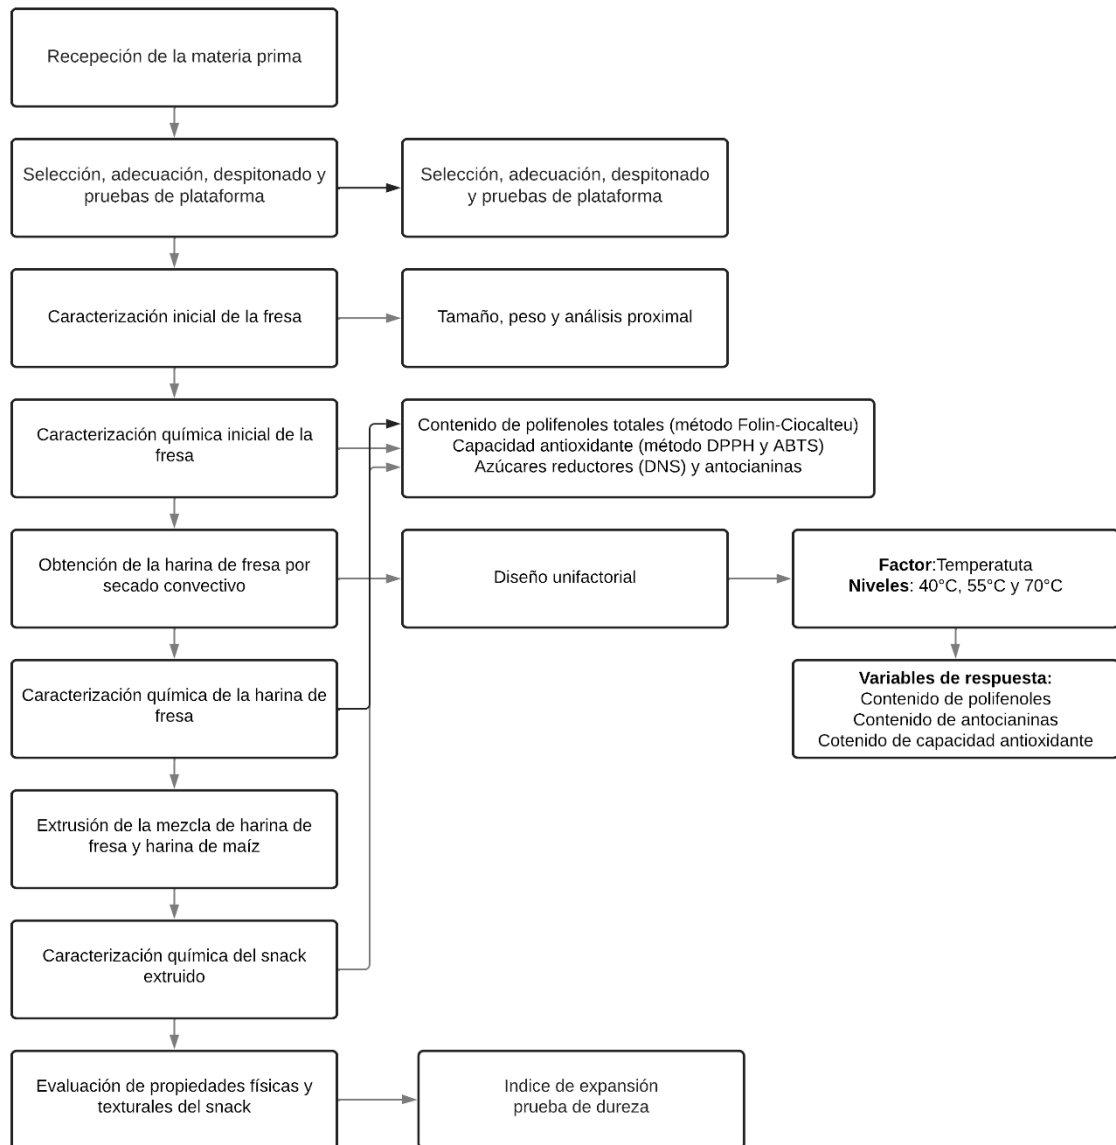 Recepeción de la materia prima
Selección, adecuación, despitonado y
pruebas de plataforma
Selección, adecuación, despitonado
y pruebas de plataforma
Caracterización inicial de la fresa
Tamaño, peso y análisis proximal
Caracterización química inicial de la
fresa
Contenido de polifenoles totales (método Folin-Ciocalteu)
Capacidad antioxidante (método DPPH y ABTS)
Azúcares reductores (DNS) y antocianinas
Obtención de la harina de fresa por
secado convectivo
Diseño unifactorial
Factor:Temperatuta
Niveles: 40°C, 55°C y 70°C
Caracterización química de la harina de
fresa
Variables de respuesta:
Contenido de polifenoles
Contenido de antocianinas
Cotenido de capacidad antioxidante
Extrusión de la mezcla de harina de
fresa y harina de maíz
Caracterización química del snack
extruido
Evaluación de propiedades físicas y
texturales del snack
Indice de expansión
prueba de dureza